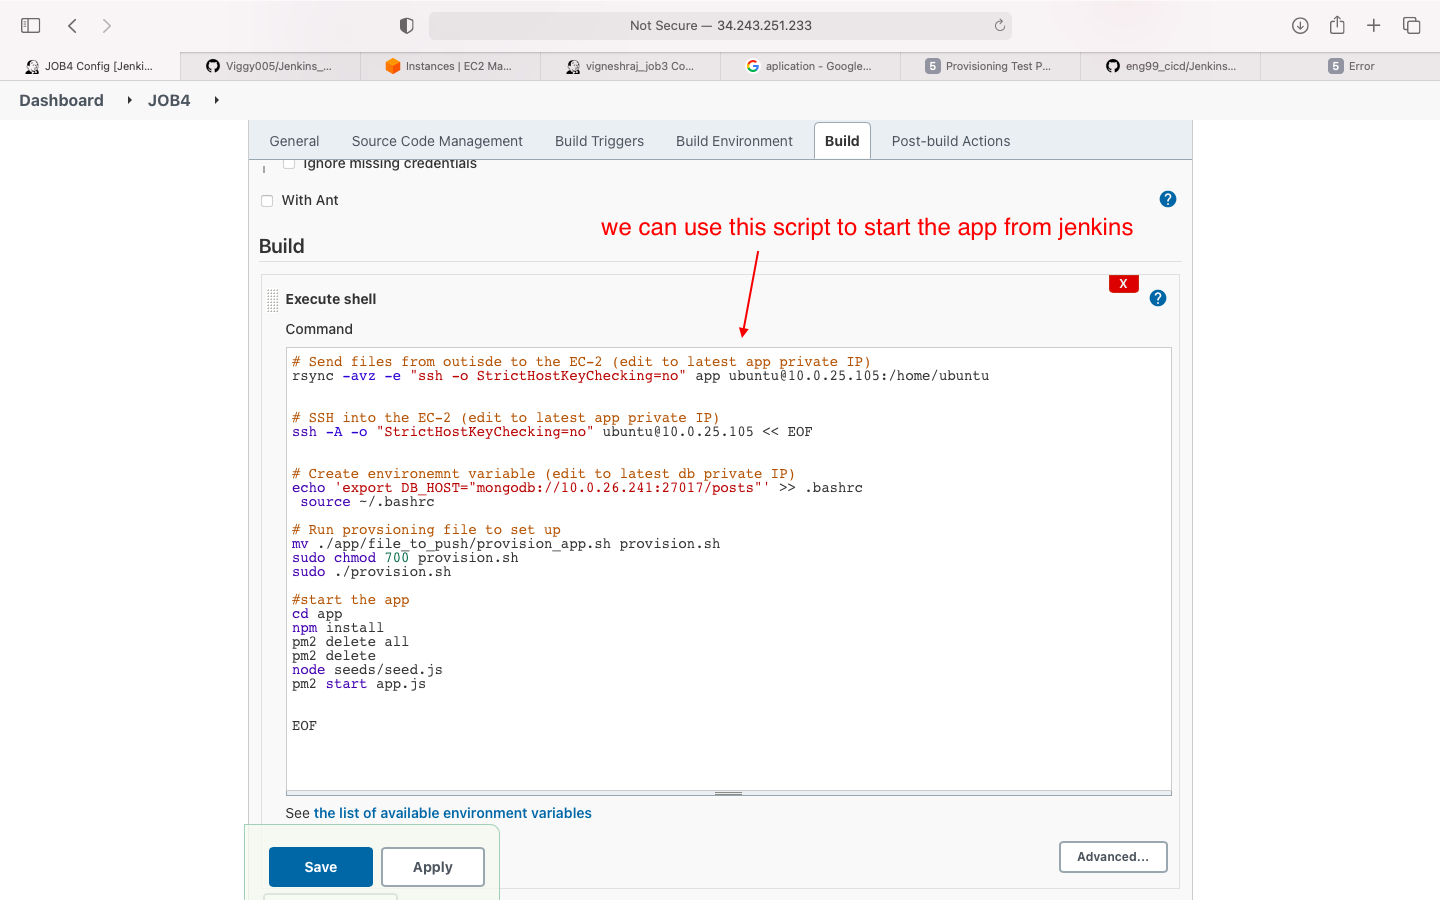 Not Secure — 34.243.251.233
JOB4 Config [Jenki...
Viggy005/Jenkins_...
Instances | EC2 Ma...
vigneshraj_job3 Co...
aplication - Google...
5 Provisioning Test P...
eng99_cicd/Jenkins...
5 Error
Dashboard JOB4
General Source Code Management Build Triggers Build Environment Build Post-build Actions
Ignore missing credentials
With Ant
?
we can use this script to start the app from jenkins
Build
X
Execute shell
?
Command
# Send files from outisde to the EC-2 (edit to latest app private IP)
rsync -avz -e "ssh -o StrictHostKeyChecking=no" app ubuntu@10.0.25.105:/home/ubuntu
# SSH into the EC-2 (edit to latest app private IP)
ssh -A -o "StrictHostKeyChecking=no" ubuntu@10.0.25.105 << EOF
# Create environemnt variable (edit to latest db private IP)
echo 'export DB_HOST="mongodb://10.0.26.241:27017/posts"' >> .bashrc
source ~/.bashrc
# Run provsioning file to set up
mv ./app/file_to_push/provision_app.sh provision.sh
sudo chmod 700 provision.sh
sudo ./provision.sh
#start the app
cd app
npm install
pm2 delete all
pm2 delete
node seeds/seed.js
pm2 start app.js
EOF
See the list of available environment variables
Advanced...
Save Apply